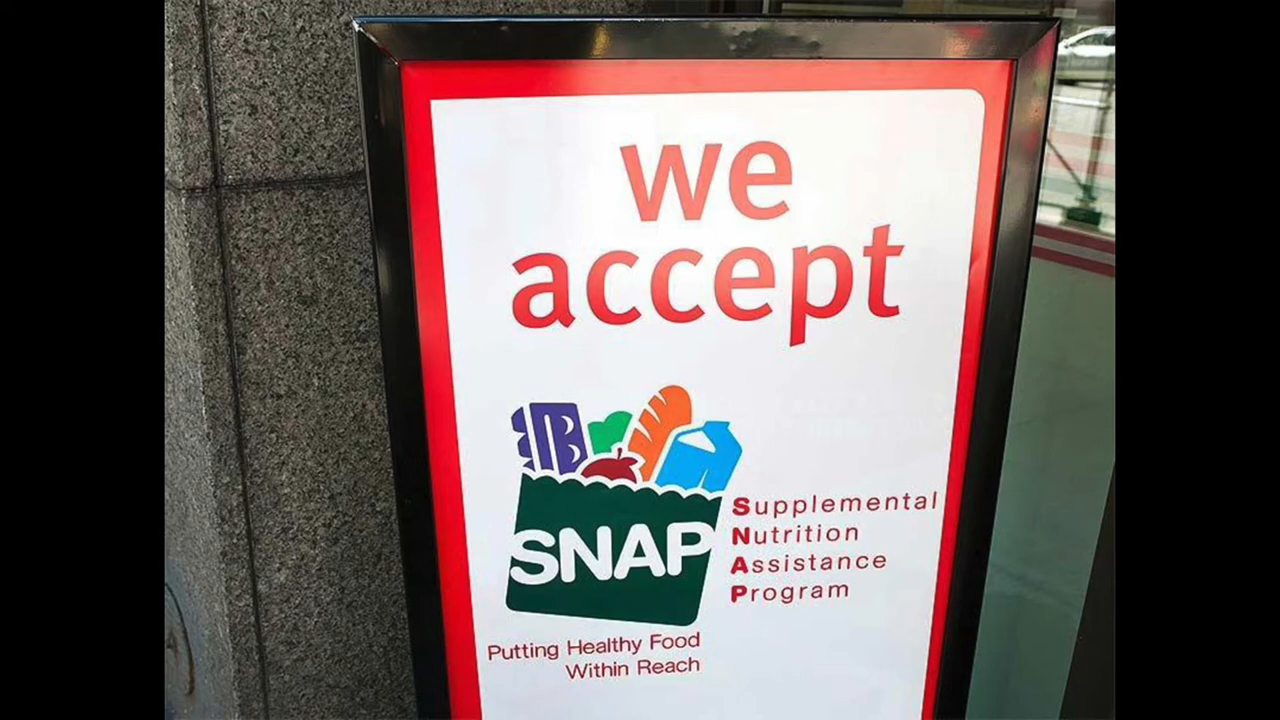 we
accept
SNAP
Supplemental
Nutrition
Assistance
Program
Putting Healthy Food
Within Reach